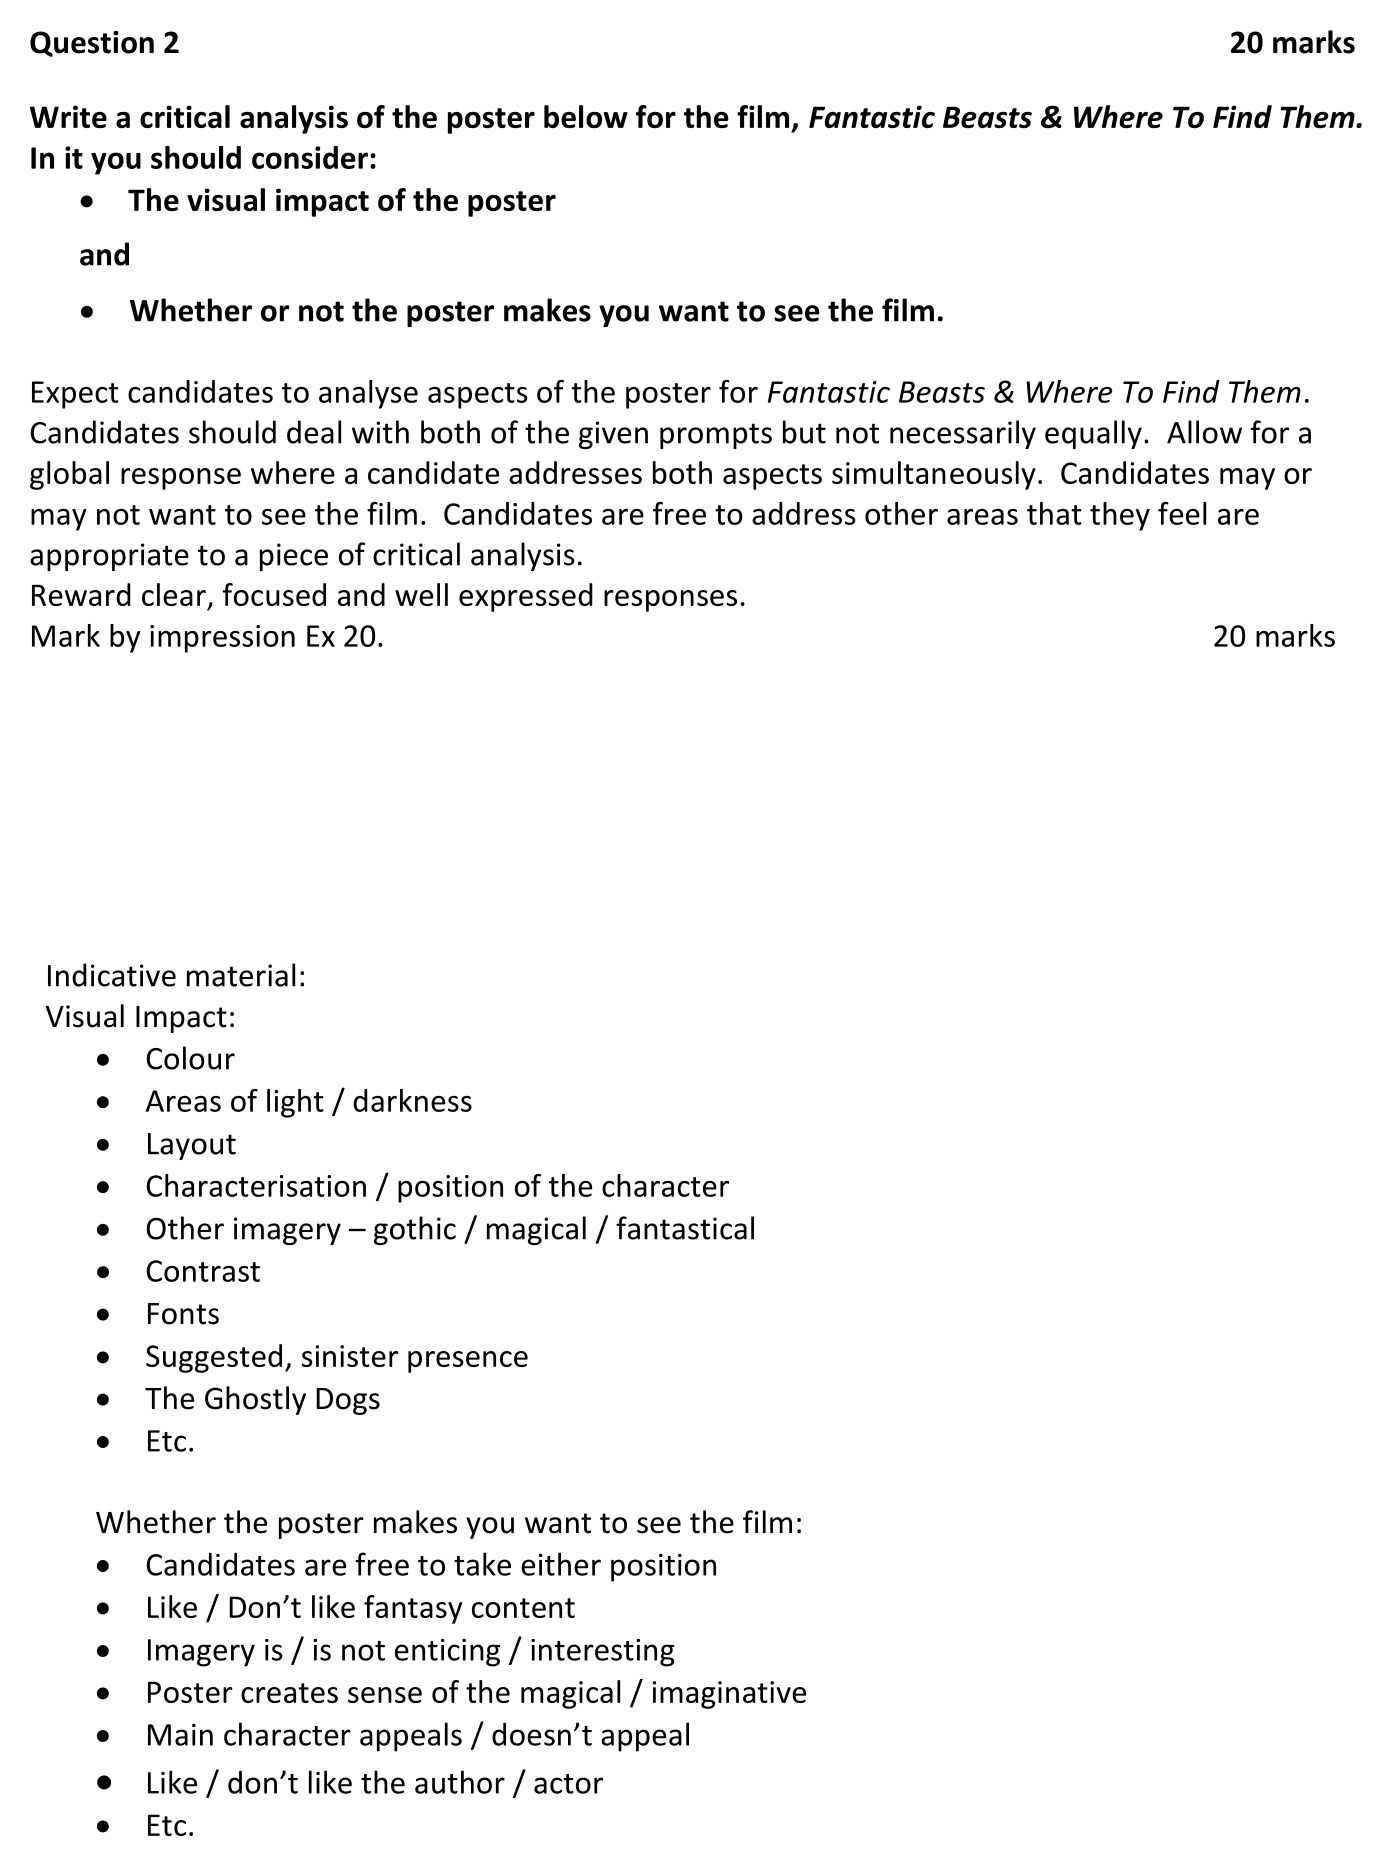 Question 2 20 marks
Write a critical analysis of the poster below for the film, Fantastic Beasts & Where To Find Them.
In it you should consider:
• The visual impact of the poster
and
• Whether or not the poster makes you want to see the film.
Expect candidates to analyse aspects of the poster for Fantastic Beasts & Where To Find Them.
Candidates should deal with both of the given prompts but not necessarily equally. Allow for a
global response where a candidate addresses both aspects simultaneously. Candidates may or
may not want to see the film. Candidates are free to address other areas that they feel are
appropriate to a piece of critical analysis.
Reward clear, focused and well expressed responses.
Mark by impression Ex 20. 20 marks
Indicative material:
Visual Impact:
• Colour
• Areas of light / darkness
• Layout
• Characterisation / position of the character
• Other imagery – gothic / magical / fantastical
• Contrast
• Fonts
• Suggested, sinister presence
• The Ghostly Dogs
• Etc.
Whether the poster makes you want to see the film:
• Candidates are free to take either position
• Like / Don’t like fantasy content
• Imagery is / is not enticing / interesting
• Poster creates sense of the magical / imaginative
• Main character appeals / doesn’t appeal
• Like / don’t like the author / actor
• Etc.